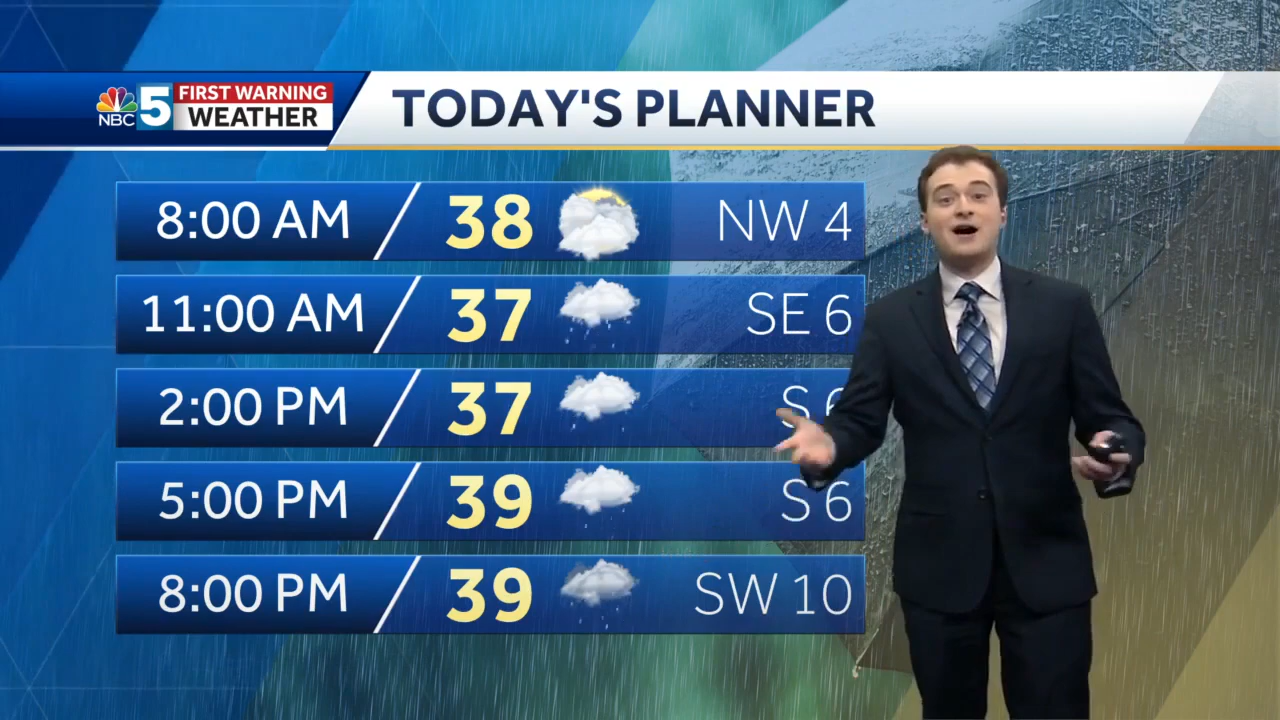 NBC 5 FIRST WARNING
WEATHER
TODAY'S PLANNER
8:00 AM 38 NW 4
11:00 AM 37 SE 6
2:00 PM 37 S 6
5:00 PM 39 S 6
8:00 PM 39 SW 10